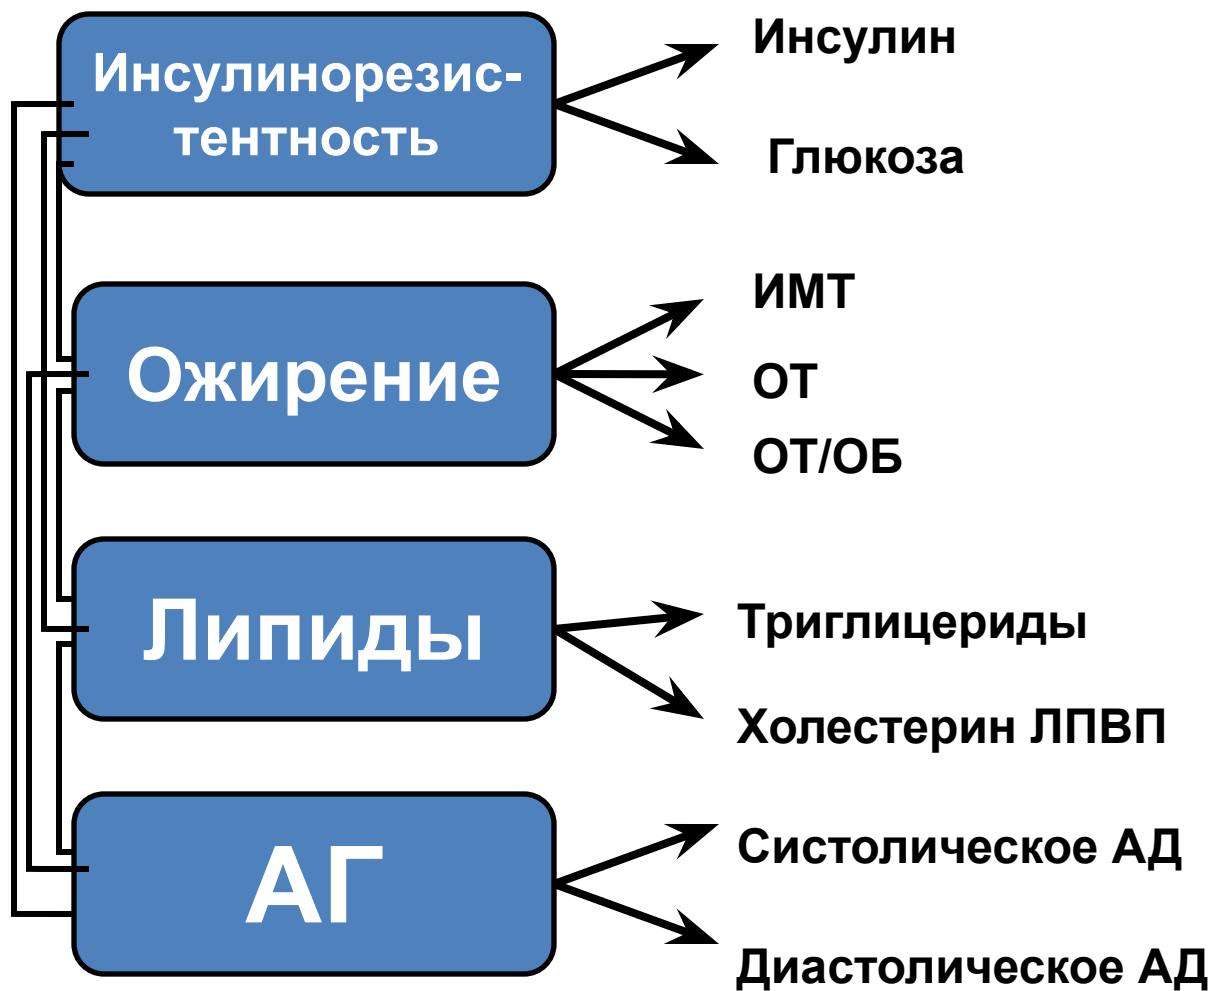 Инсулинорезис-
тентность
Инсулин
Глюкоза
Ожирение
ИМТ
ОТ
ОТ/ОБ
Липиды
Триглицериды
Холестерин ЛПВП
АГ
Систолическое АД
Диастолическое АД